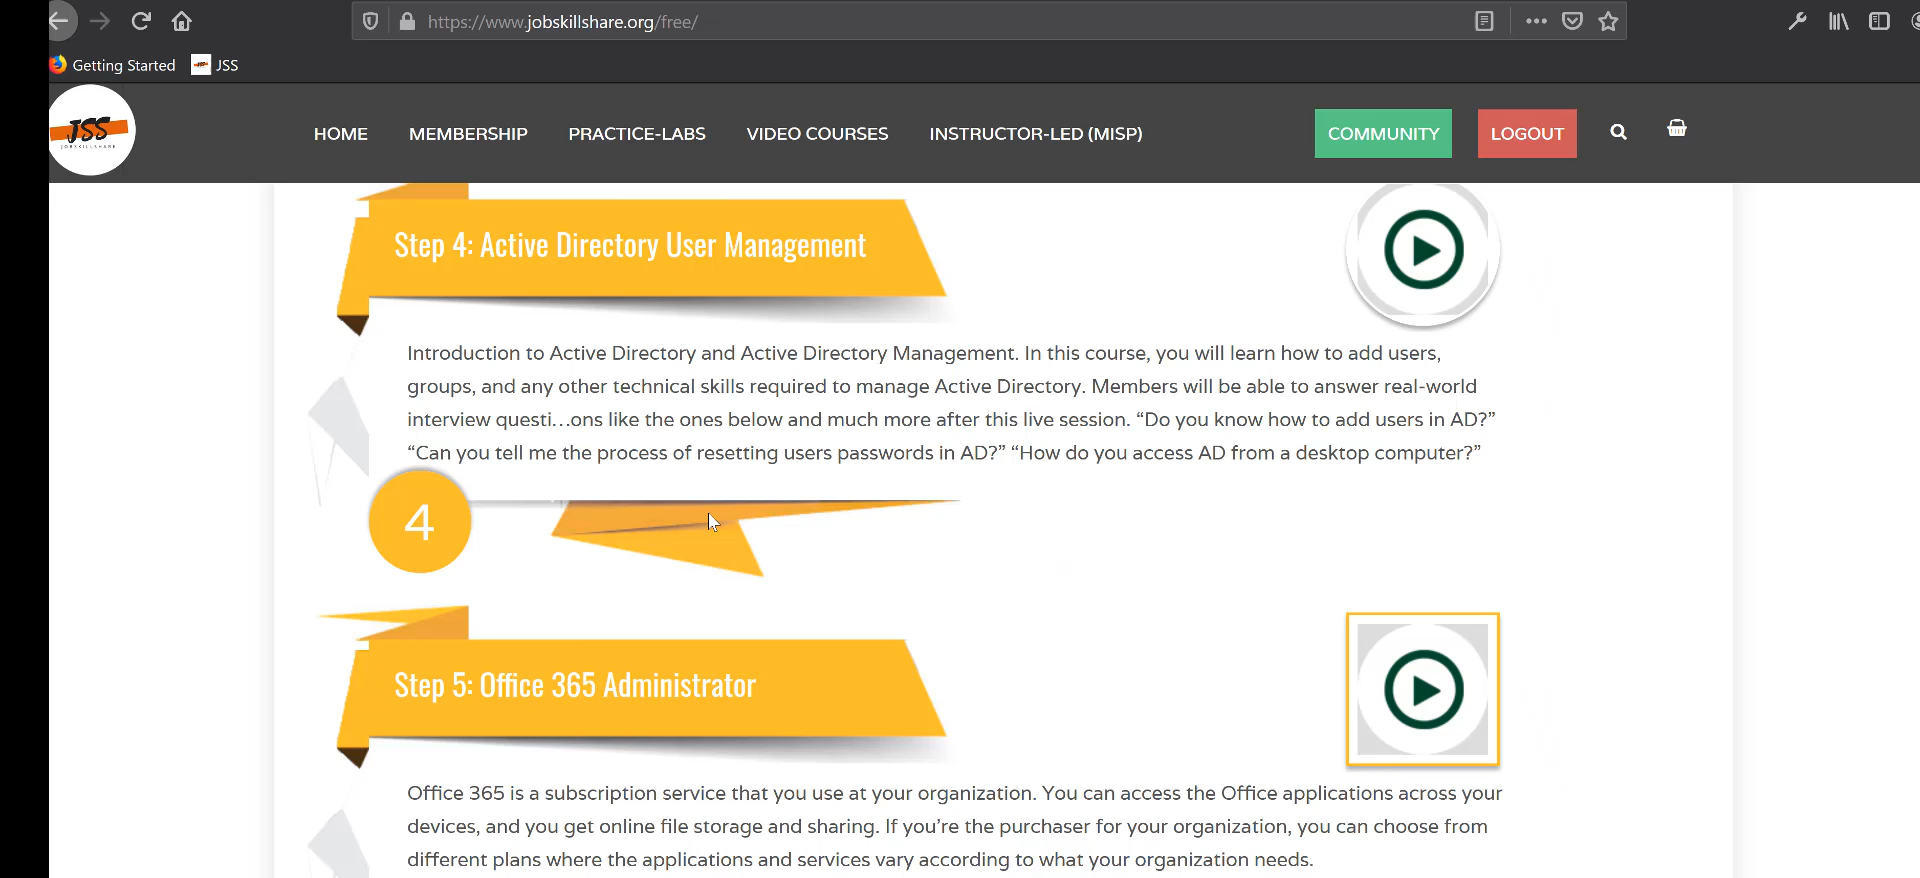 https://www.jobskillshare.org/free/
Getting Started JSS
JSS
JOBSKILLSHARE
HOME MEMBERSHIP PRACTICE-LABS VIDEO COURSES INSTRUCTOR-LED (MISP) COMMUNITY LOGOUT
Step 4: Active Directory User Management
Introduction to Active Directory and Active Directory Management. In this course, you will learn how to add users,
groups, and any other technical skills required to manage Active Directory. Members will be able to answer real-world
interview questi...ons like the ones below and much more after this live session. “Do you know how to add users in AD?”
“Can you tell me the process of resetting users passwords in AD?” “How do you access AD from a desktop computer?”
4
Step 5: Office 365 Administrator
Office 365 is a subscription service that you use at your organization. You can access the Office applications across your
devices, and you get online file storage and sharing. If you're the purchaser for your organization, you can choose from
different plans where the applications and services vary according to what your organization needs.